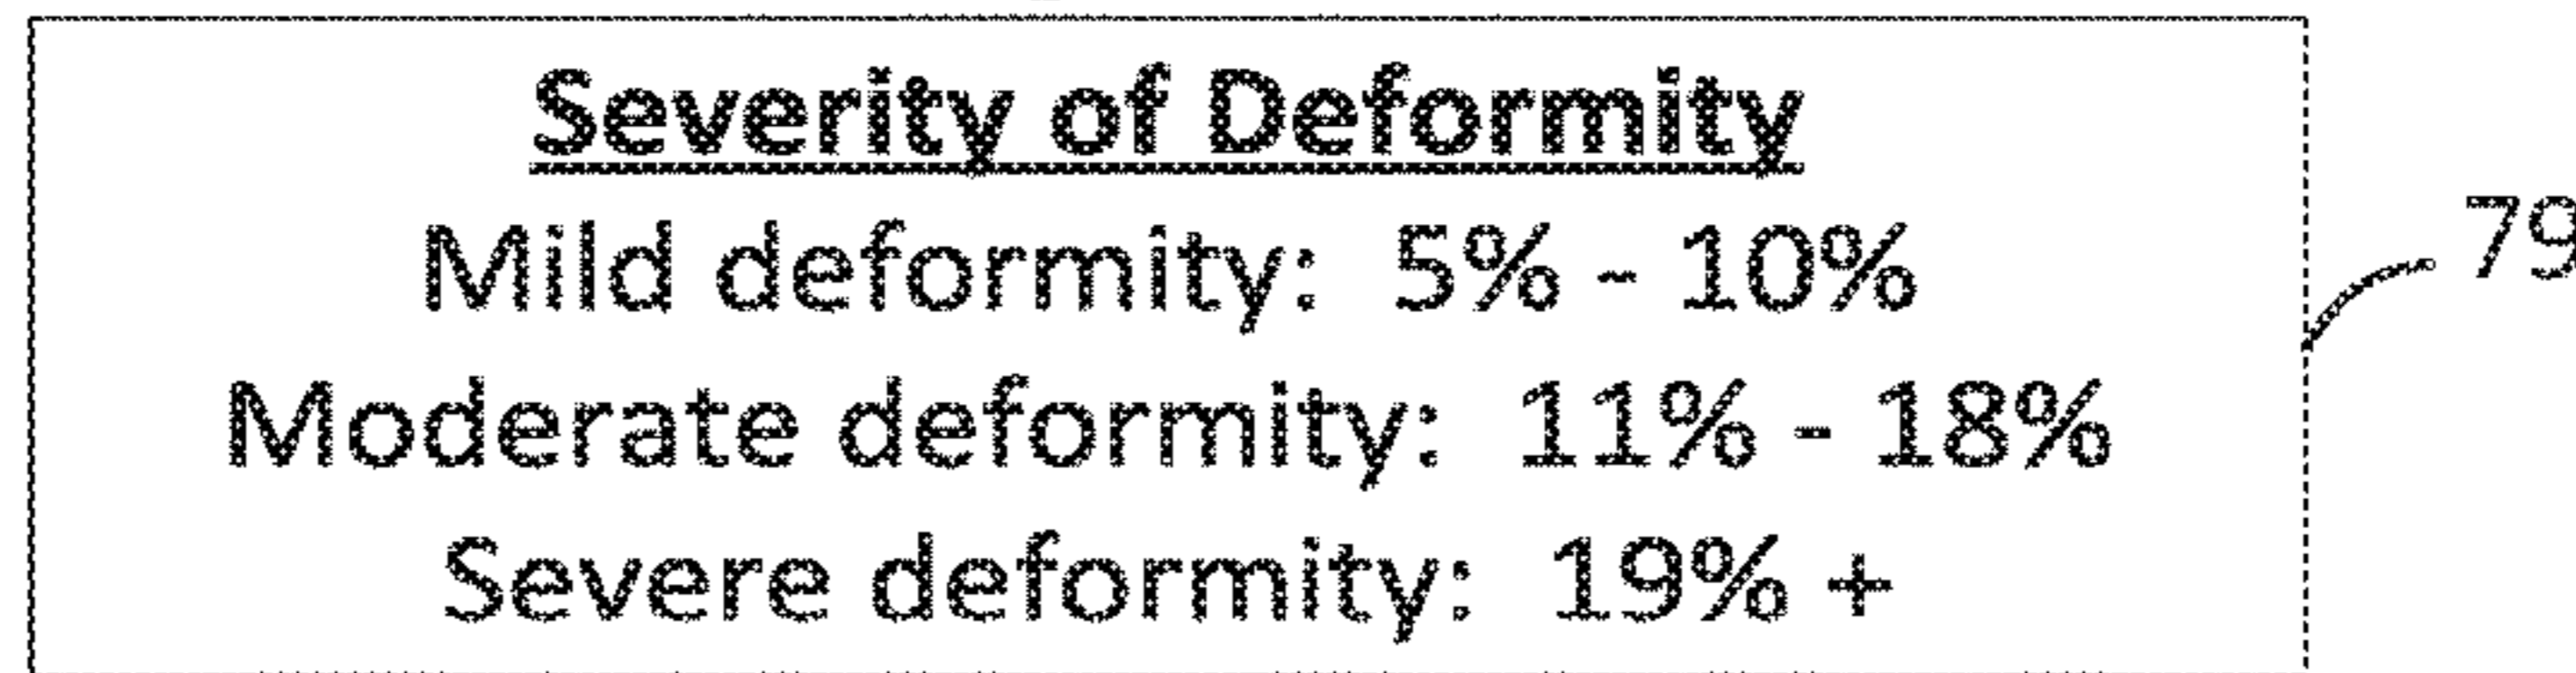 Severity of Deformity
Mild deformity: 5% - 10%
79
Moderate deformity: 11% - 18%
Severe deformity: 19% +